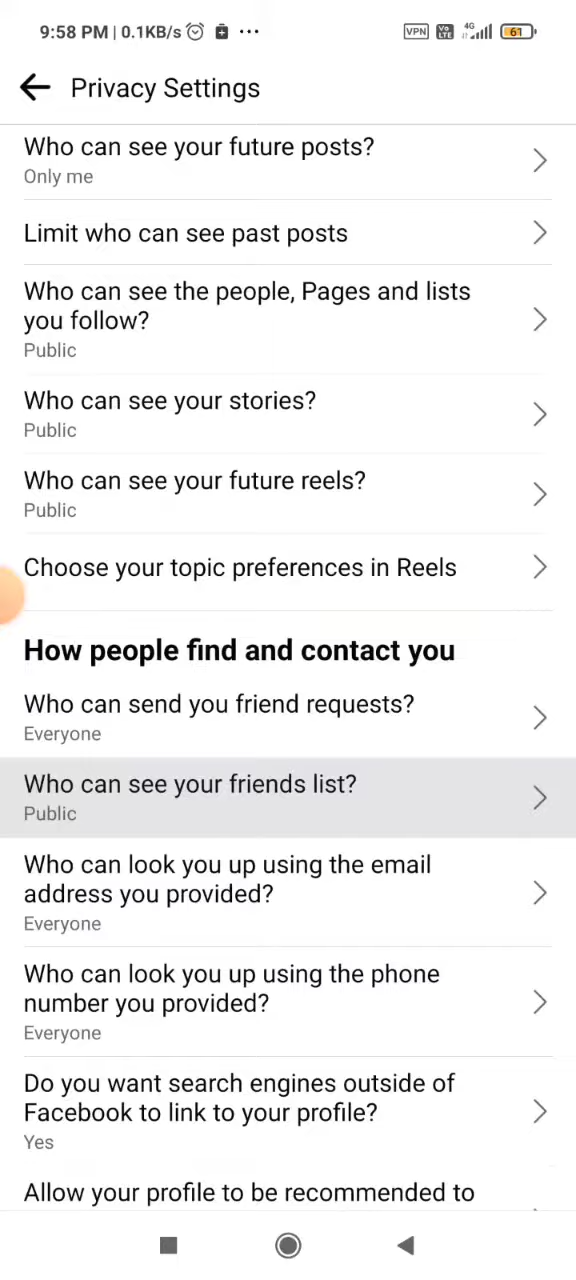 9:58 PM | 0.1KB/s ... VPN Vo LTE 4G 61
Privacy Settings
Who can see your future posts?
Only me
Limit who can see past posts
Who can see the people, Pages and lists
you follow?
Public
Who can see your stories?
Public
Who can see your future reels?
Public
Choose your topic preferences in Reels
How people find and contact you
Who can send you friend requests?
Everyone
Who can see your friends list?
Public
Who can look you up using the email
address you provided?
Everyone
Who can look you up using the phone
number you provided?
Everyone
Do you want search engines outside of
Facebook to link to your profile?
Yes
Allow your profile to be recommended to